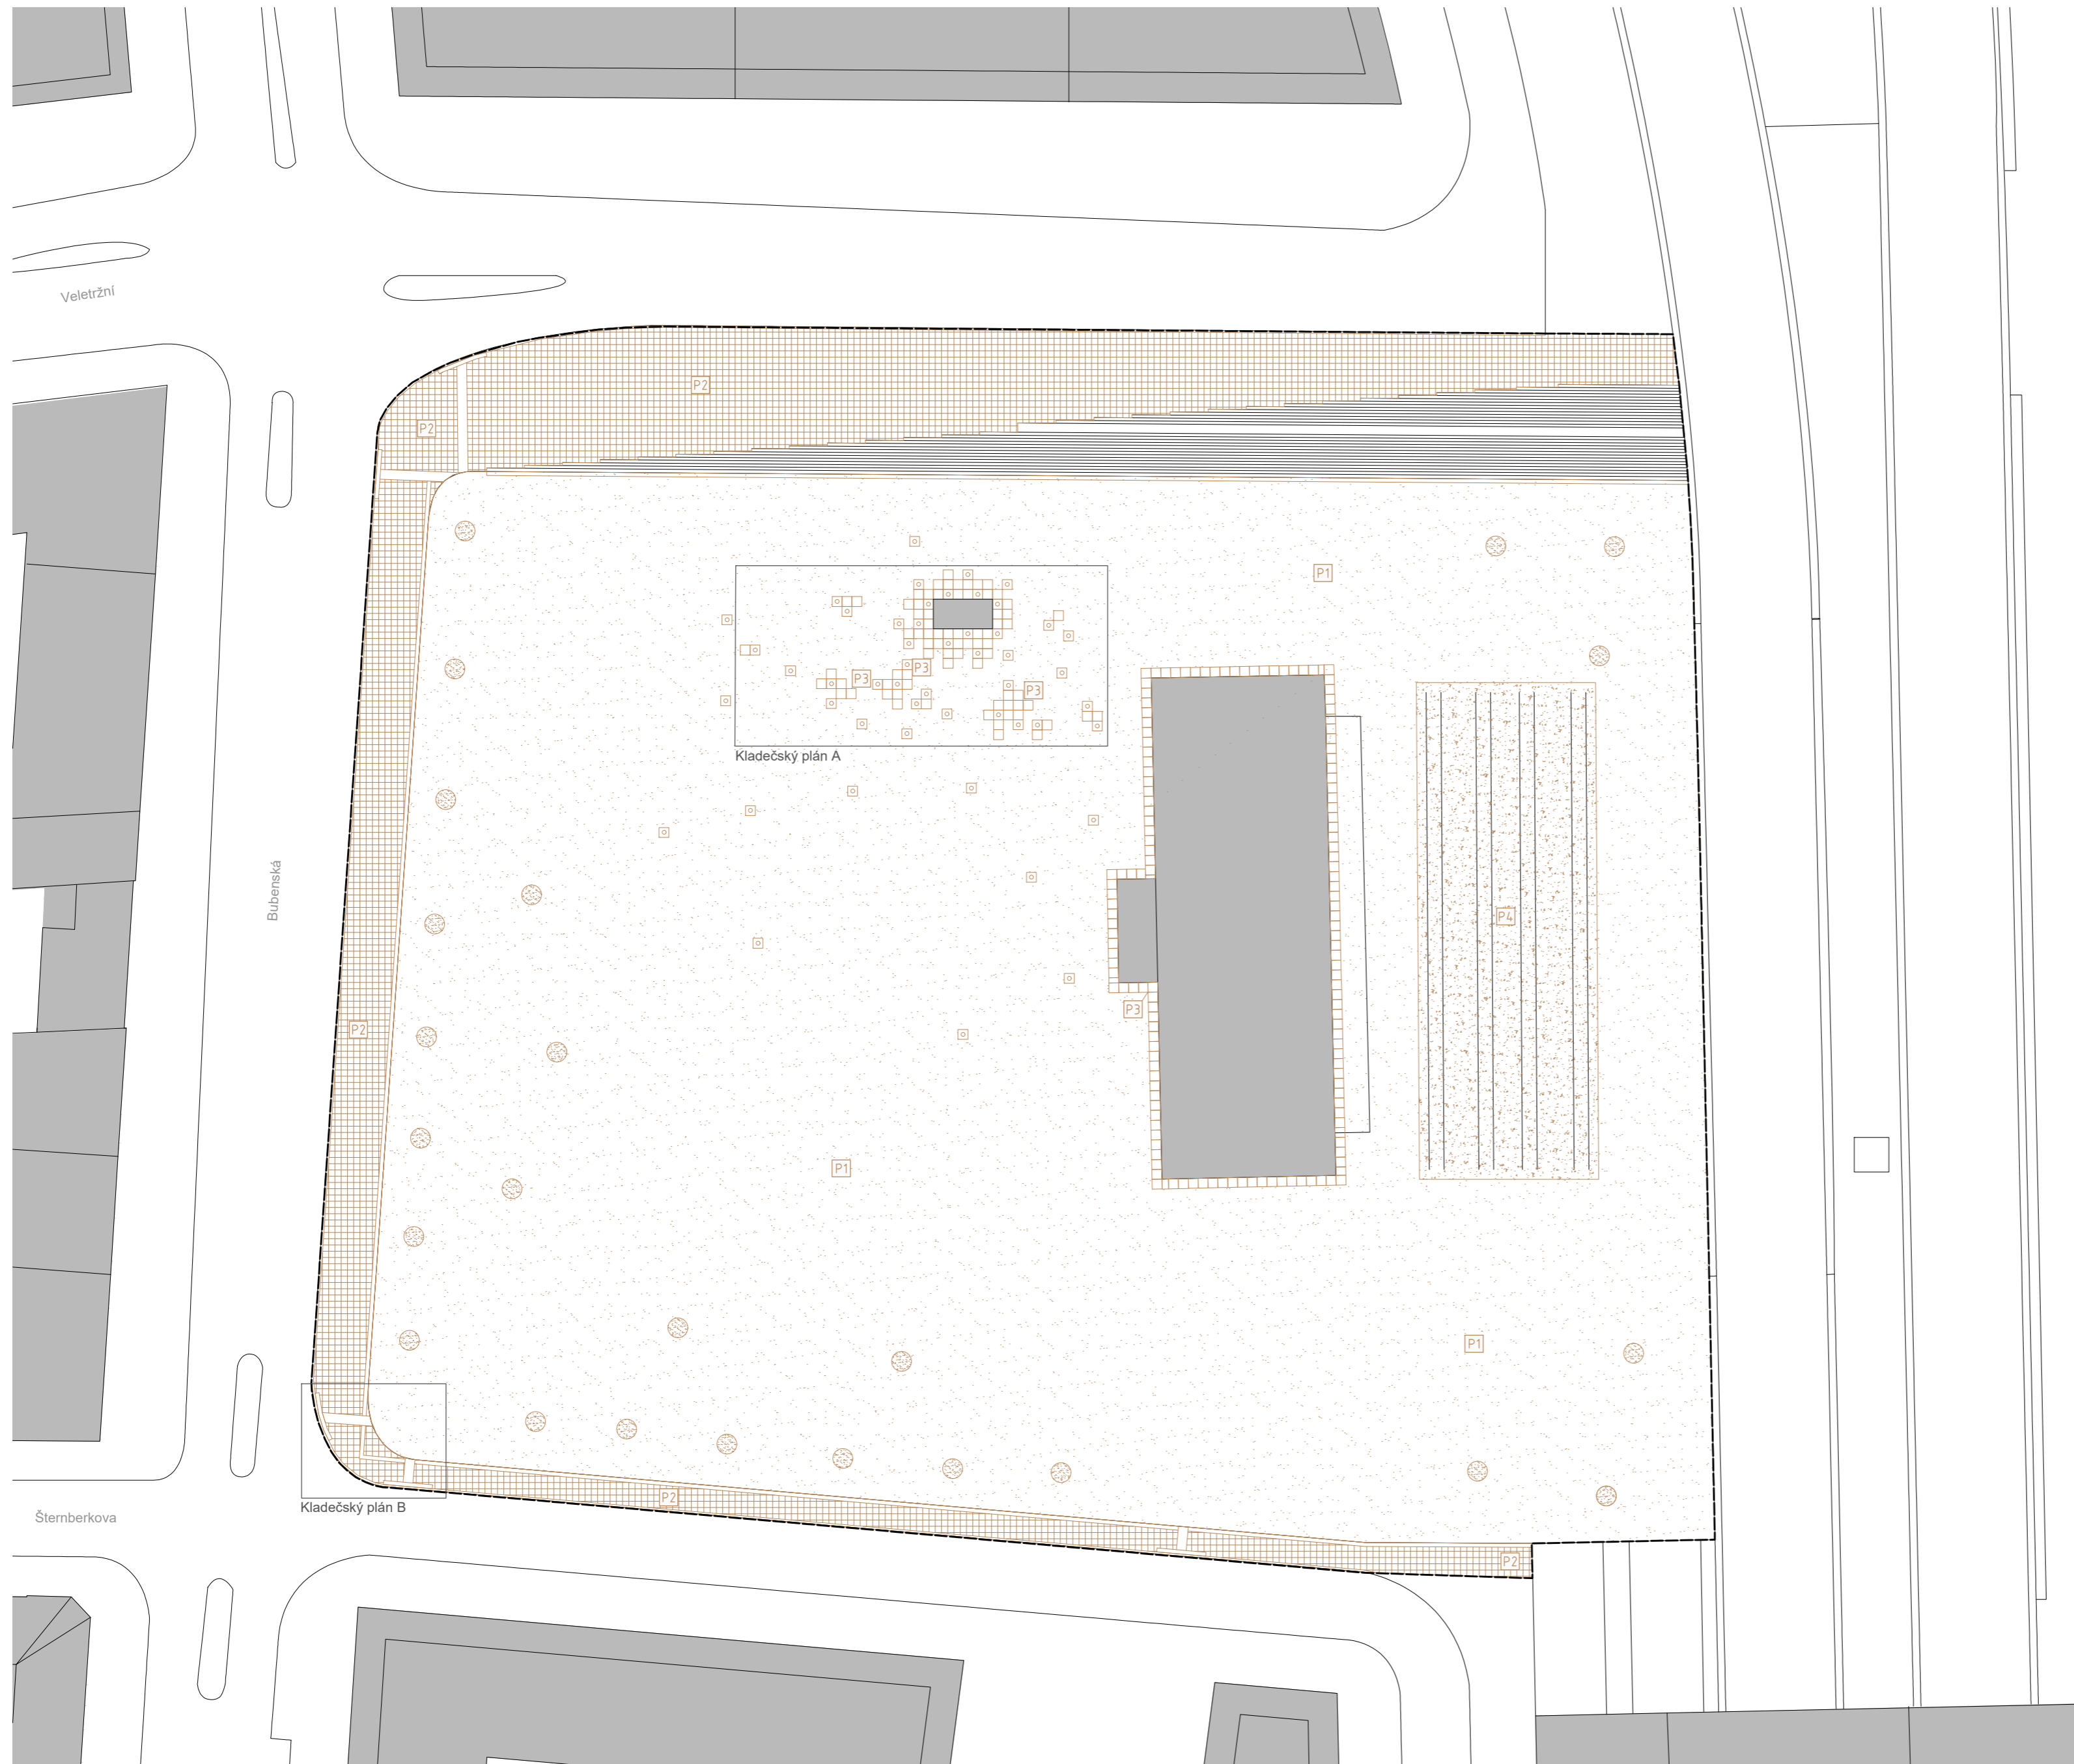 Veletržní
P2
P2
P1
P3
P3
P3
Kladečský plán A
Bubenská
P4
P3
P2
P1
P1
P2
Kladečský plán B
Šternberkova
P2